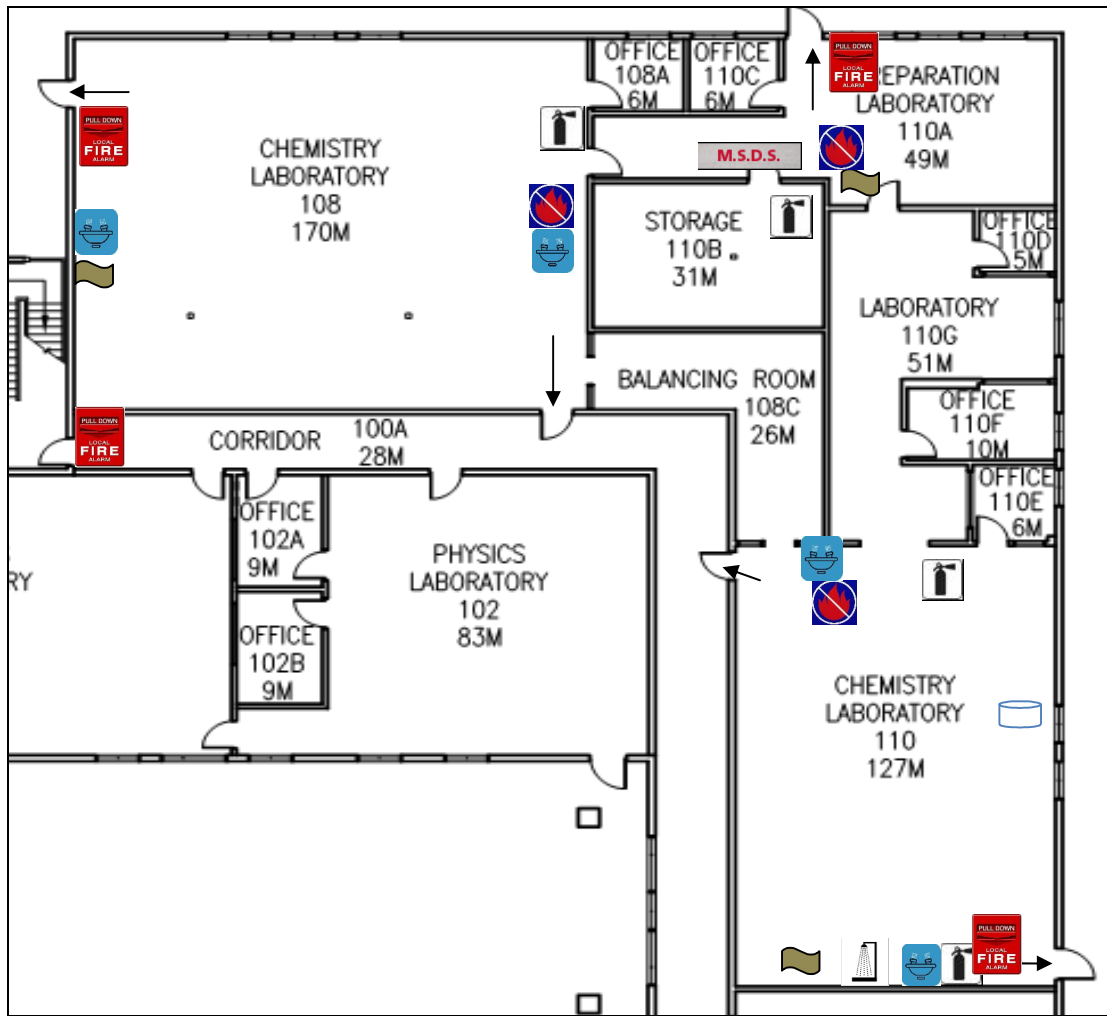 OFFICE
108A
6M
OFFICE
110C
6M
PULL DOWN
LOCAL
FIRE
ALARM
REPARATION
LABORATORY
110A
49M
PULL DOWN
LOCAL
FIRE
ALARM
CHEMISTRY
LABORATORY
108
170M
M.S.D.S.
STORAGE
110B
31M
OFFICE
110D
5M
LABORATORY
110G
51M
BALANCING ROOM
108C
26M
OFFICE
110F
10M
PULL DOWN
LOCAL
FIRE
ALARM
CORRIDOR
100A
28M
OFFICE
110E
6M
OFFICE
102A
9M
PHYSICS
LABORATORY
102
83M
RY
OFFICE
102B
9M
CHEMISTRY
LABORATORY
110
127M
PULL DOWN
LOCAL
FIRE
ALARM